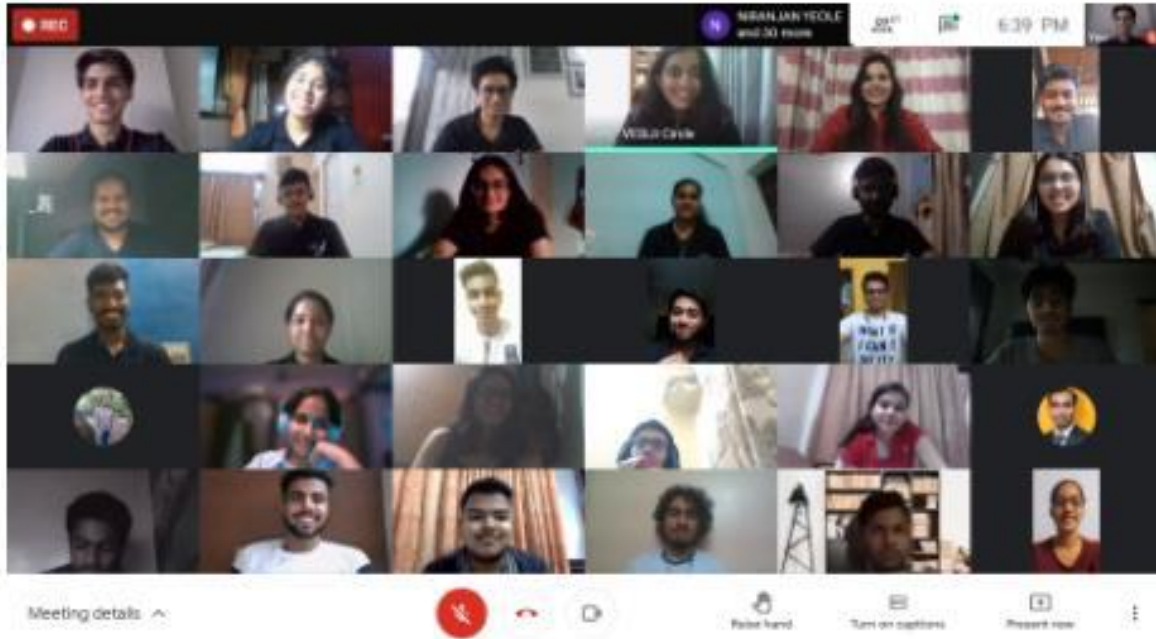 REC
N
NIRANJAN YEOLE
and 30 more
6:39 PM
Circle
Meeting details
Raise hand
Turn on captions
Present now